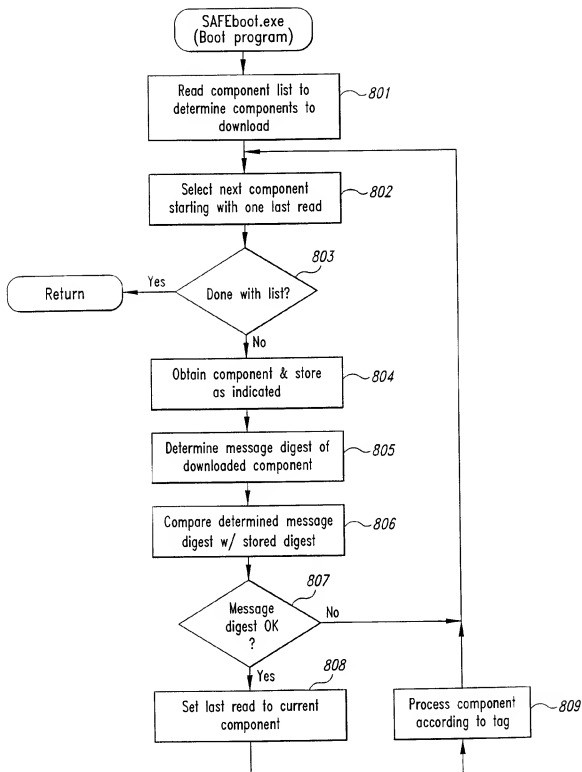 SAFEboot.exe
(Boot program)
Read component list to
determine components to
download
801
Select next component
starting with one last read
802
803
Done with list?
Yes
Return
No
Obtain component & store
as indicated
804
Determine message digest of
downloaded component
805
Compare determined message
digest w/ stored digest
806
807
Message
digest OK
?
No
Yes
808
Set last read to current
component
Process component
according to tag
809